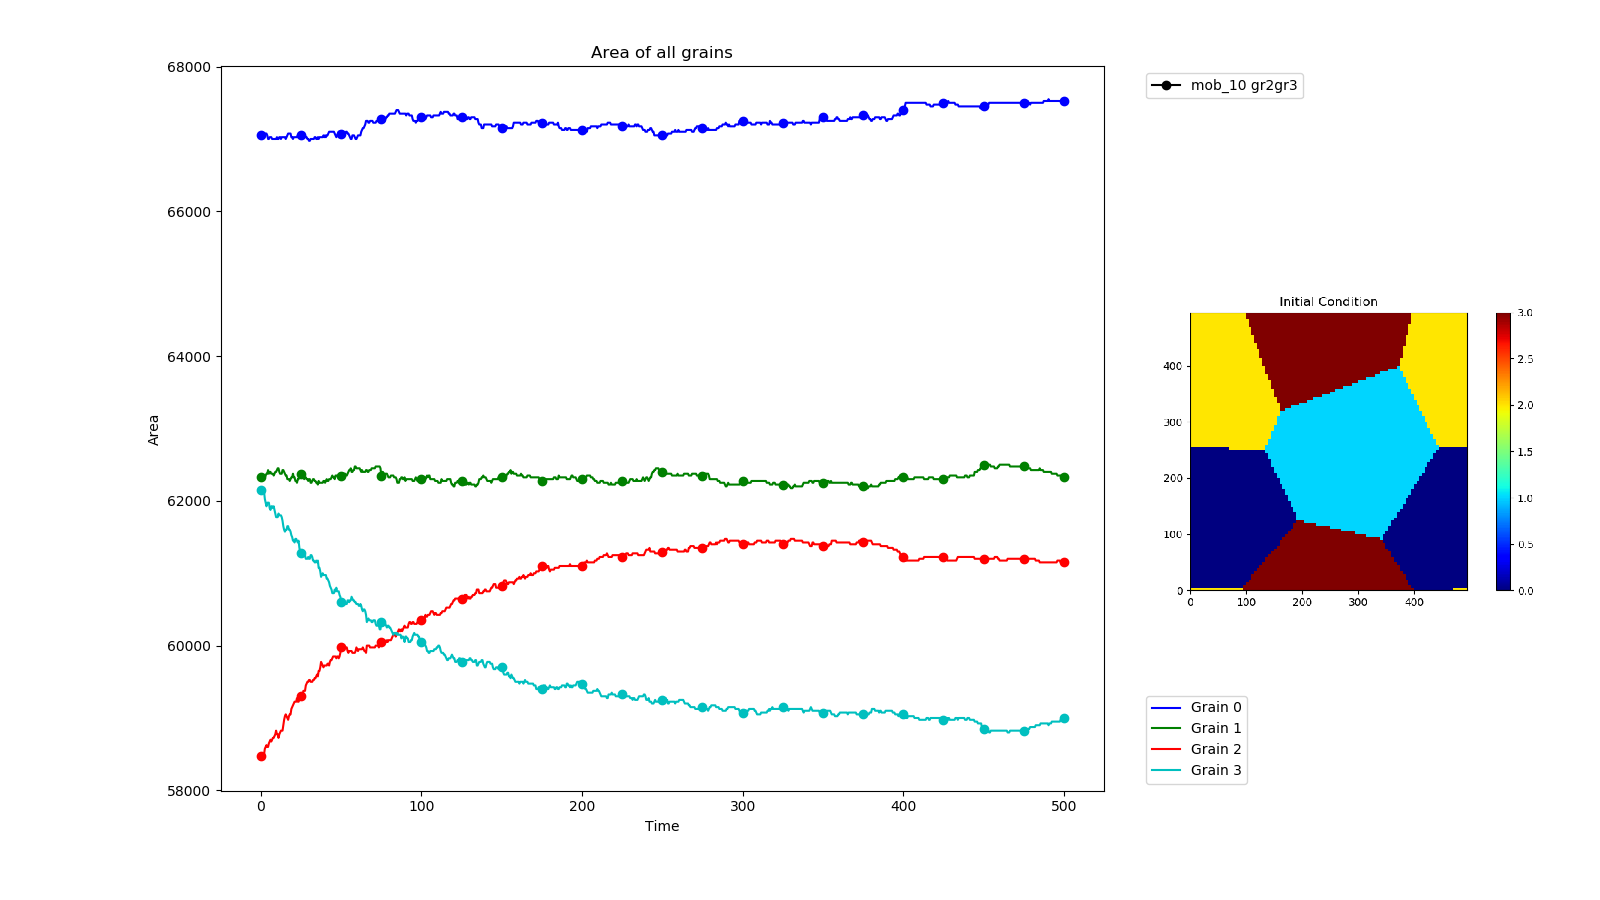 Area of all grains
68000
66000
64000
62000
60000
58000
Area
0 100 200 300 400 500
Time
mob_10 gr2gr3
Initial Condition
400
300
200
100
0
0 100 200 300 400
3.0
2.5
2.0
1.5
1.0
0.5
0.0
Grain 0
Grain 1
Grain 2
Grain 3